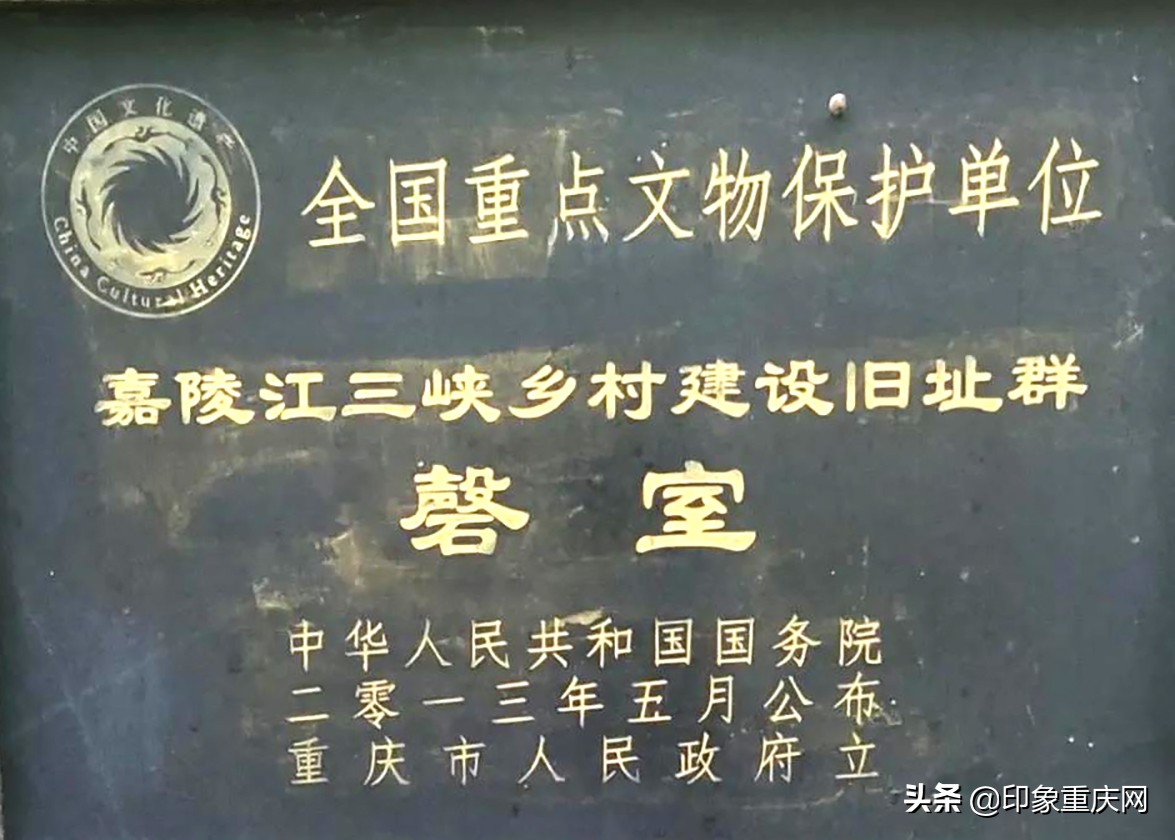 中国文化遗产
China Cultural Heritage
全国重点文物保护单位
嘉陵江三峡乡村建设旧址群
磬室
中华人民共和国国务院
二零一三年五月公布
重庆市人民政府立
头条 @印象重庆网